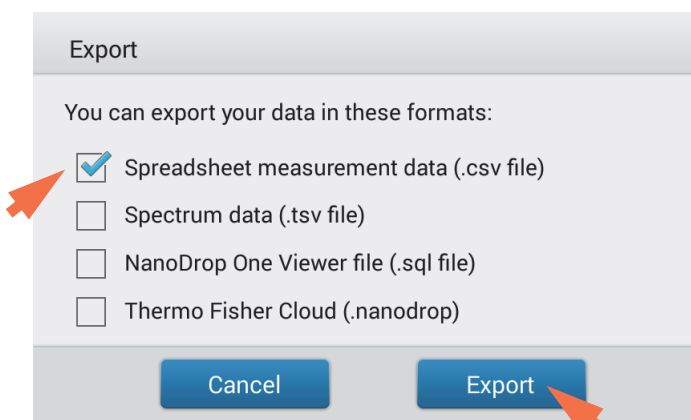 Export
You can export your data in these formats:
Spreadsheet measurement data (.csv file)
Spectrum data (.tsv file)
NanoDrop One Viewer file (.sql file)
Thermo Fisher Cloud (.nanodrop)
Cancel Export